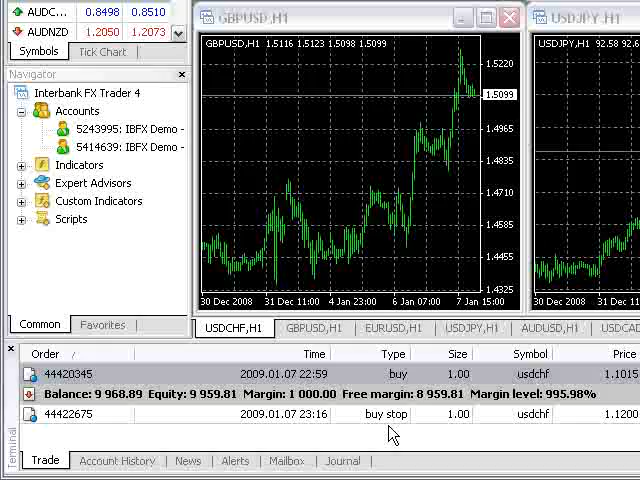 AUDC... 0.8498 0.8510
AUDNZD 1.2050 1.2073
Symbols Tick Chart
Navigator
Interbank FX Trader 4
Accounts
5243995: IBFX Demo -
5414639: IBFX Demo -
Indicators
Expert Advisors
Custom Indicators
Scripts
Common Favorites
GBPUSD,H1
GBPUSD,H1 1.5116 1.5123 1.5098 1.5099
1.5220
1.5099
1.4965
1.4835
1.4710
1.4585
1.4455
1.4325
30 Dec 2008 31 Dec 11:00 4 Jan 23:00 6 Jan 07:00 7 Jan 15:00
USDJPY,H1
USDJPY,H1 92.58 92.6
30 Dec 2008 31 Dec 11
USDCHF,H1 GBPUSD,H1 EURUSD,H1 USDJPY,H1 AUDUSD,H1 USDCAD
Order / Time Type Size Symbol Price
44420345 2009.01.07 22:59 buy 1.00 usdchf 1.1015
Balance: 9 968.89 Equity: 9 959.81 Margin: 1 000.00 Free margin: 8 959.81 Margin level: 995.98%
44422675 2009.01.07 23:16 buy stop 1.00 usdchf 1.1200
Terminal
Trade Account History News Alerts Mailbox Journal